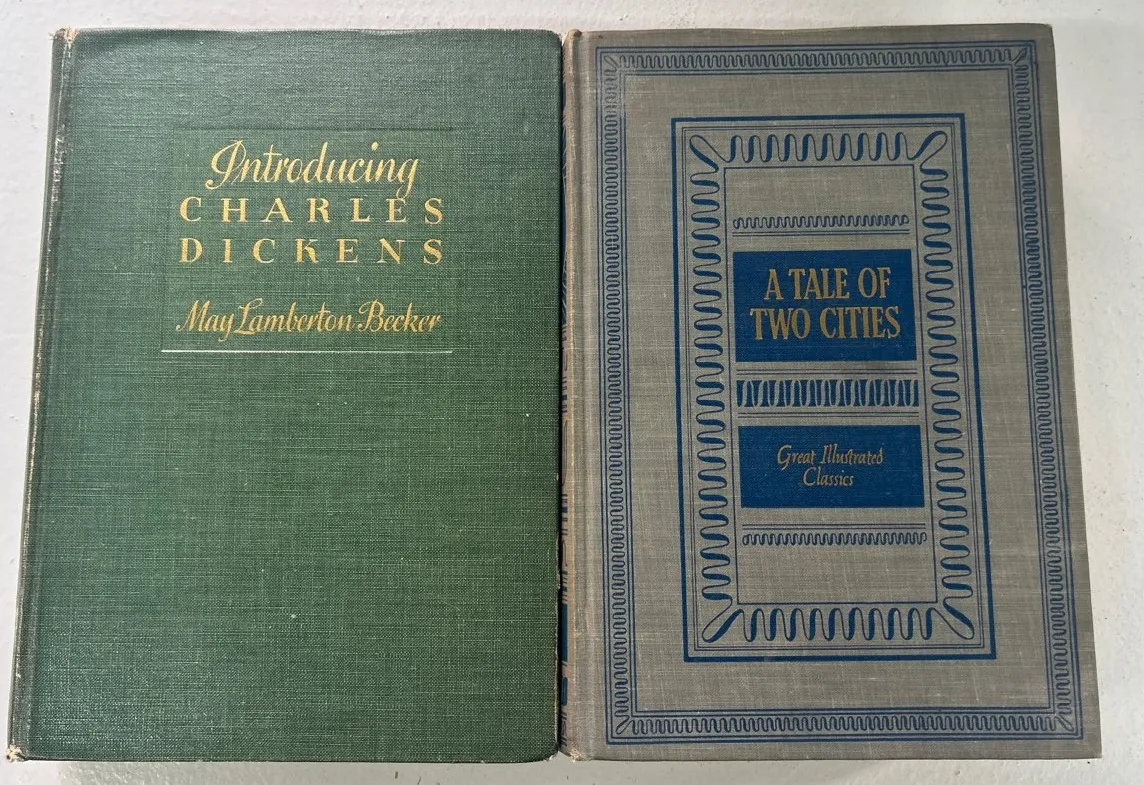 Introducing
CHARLES
DICKENS
May Lamberton Becker
A TALE OF
TWO CITIES
Great Illustrated
Classics